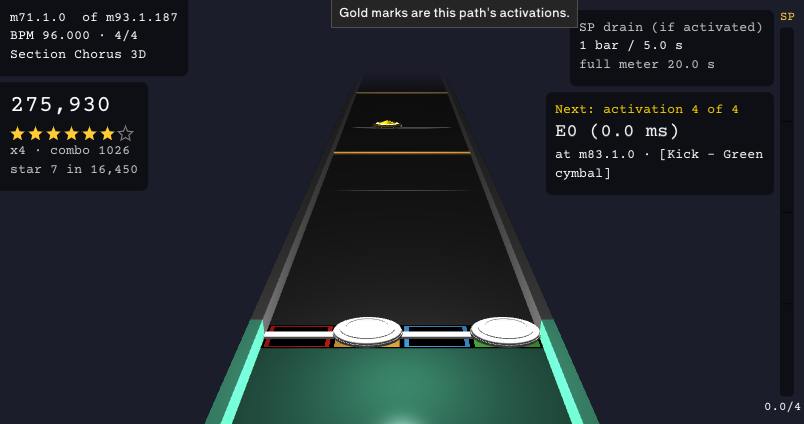 Gold marks are this path's activations.
m71.1.0  of m93.1.187
BPM 96.000 · 4/4
Section Chorus 3D
275,930
x4 · combo 1026
star 7 in 16,450
SP drain (if activated)
1 bar / 5.0 s
full meter 20.0 s
Next: activation 4 of 4
E0 (0.0 ms)
at m83.1.0 · [Kick - Green
cymbal]
SP
0.0/4